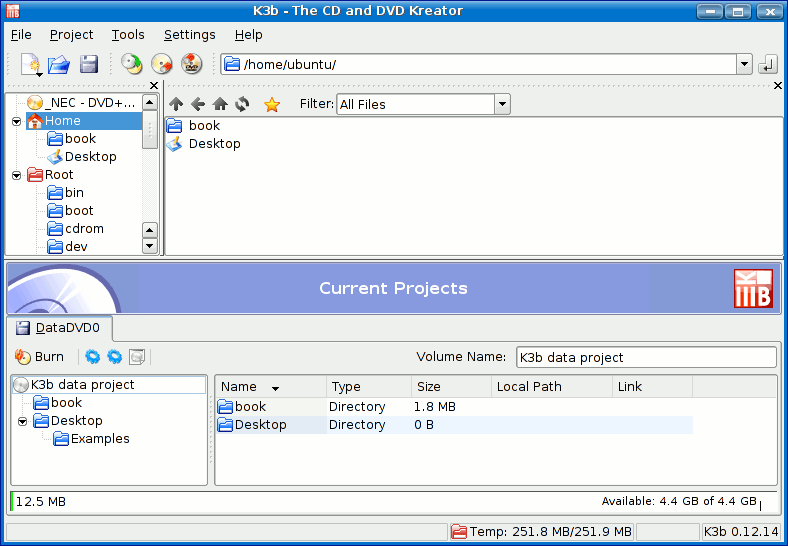 K3b - The CD and DVD Kreator
File Project Tools Settings Help
/home/ubuntu/
_NEC - DVD+...
Home
book
Desktop
Root
bin
boot
cdrom
dev
Filter: All Files
book
Desktop
Current Projects
DataDVD0
Burn
Volume Name: K3b data project
K3b data project
book
Desktop
Examples
Name Type Size Local Path Link
book Directory 1.8 MB
Desktop Directory 0 B
12.5 MB
Available: 4.4 GB of 4.4 GB
Temp: 251.8 MB/251.9 MB
K3b 0.12.14